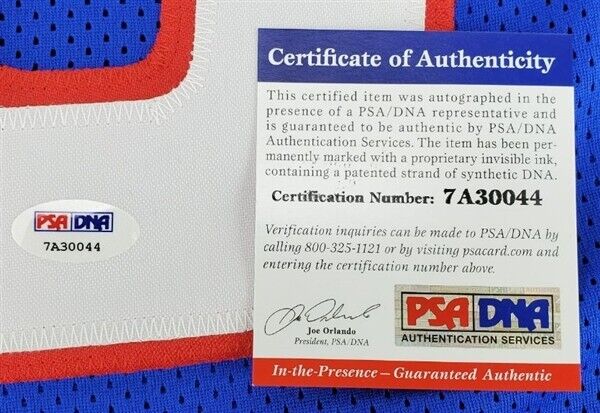 Certificate of Authenticity
This certified item was autographed in the
presence of a PSA/DNA representative and
is guaranteed to be authentic by PSA/DNA
Authentication Services. The item has been per-
manently marked with a proprietary invisible ink,
containing a patented strand of synthetic DNA.
Certification Number: 7A30044
Verification inquiries can be made to PSA/DNA by
calling 800-325-1121 or by visiting psacard.com and
entering the certification number above.
Joe Orlando
President, PSA/DNA
PSA DNA
AUTHENTICATION SERVICES
In-the-Presence – Guaranteed Authentic
PSA DNA
7A30044